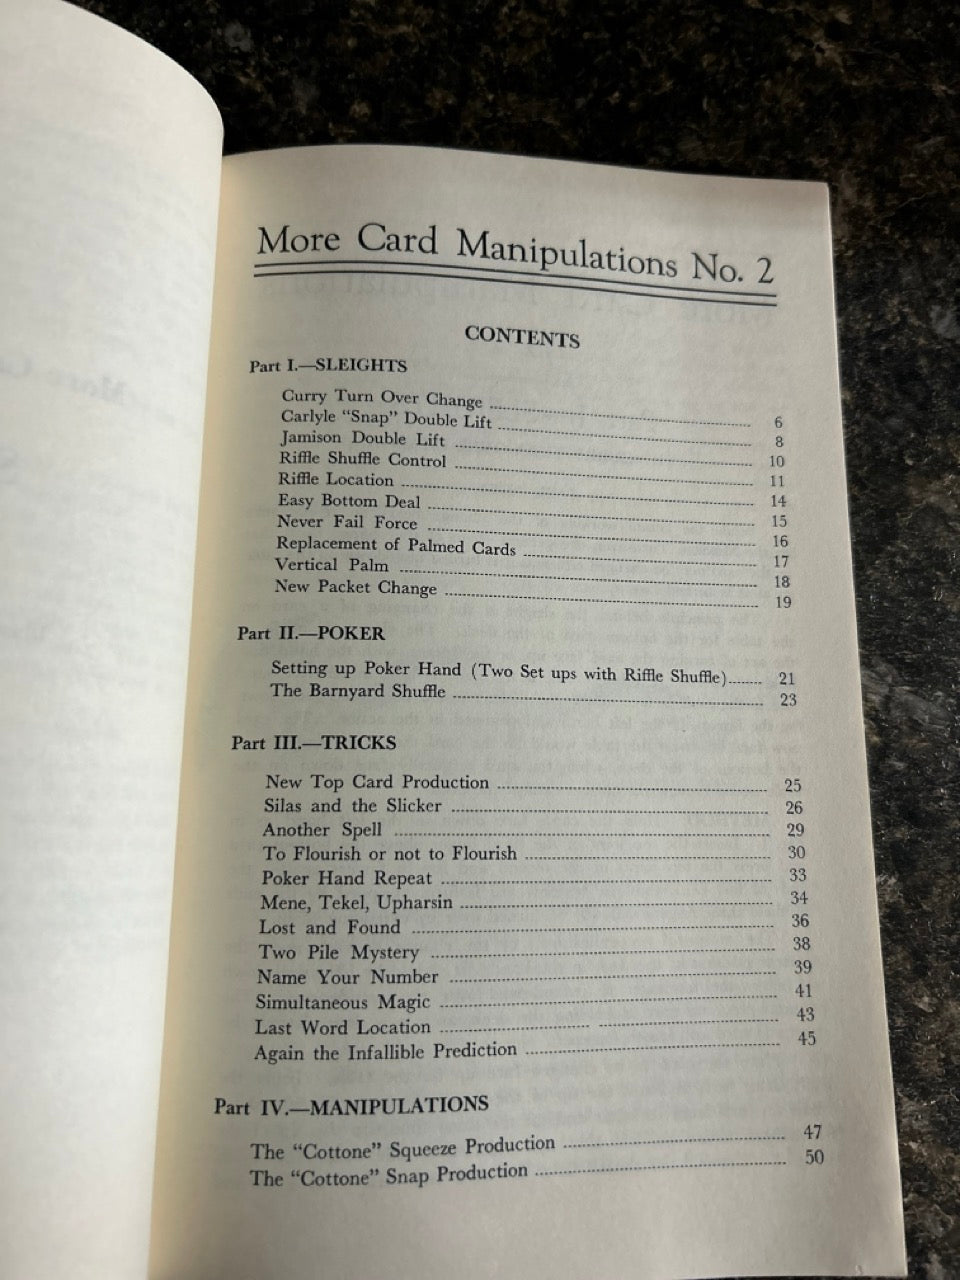 More Card Manipulations No. 2
CONTENTS
Part I.—SLEIGHTS
Curry Turn Over Change 6
Carlyle “Snap” Double Lift 8
Jamison Double Lift 10
Riffle Shuffle Control 11
Riffle Location 14
Easy Bottom Deal 15
Never Fail Force 16
Replacement of Palmed Cards 17
Vertical Palm 18
New Packet Change 19
Part II.—POKER
Setting up Poker Hand (Two Set ups with Riffle Shuffle) 21
The Barnyard Shuffle 23
Part III.—TRICKS
New Top Card Production 25
Silas and the Slicker 26
Another Spell 29
To Flourish or not to Flourish 30
Poker Hand Repeat 33
Mene, Tekel, Upharsin 34
Lost and Found 36
Two Pile Mystery 38
Name Your Number 39
Simultaneous Magic 41
Last Word Location 43
Again the Infallible Prediction 45
Part IV.—MANIPULATIONS
The “Cottone” Squeeze Production 47
The “Cottone” Snap Production 50